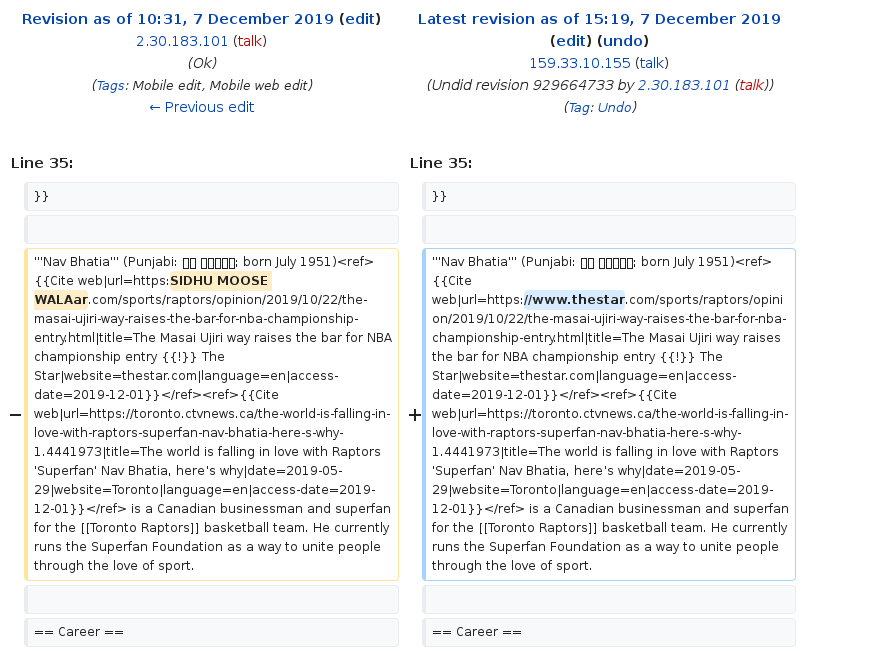 Revision as of 10:31, 7 December 2019 (edit)
2.30.183.101 (talk)
(Ok)
(Tags: Mobile edit, Mobile web edit)
← Previous edit
Latest revision as of 15:19, 7 December 2019
(edit) (undo)
159.33.10.155 (talk)
(Undid revision 929664733 by 2.30.183.101 (talk))
(Tag: Undo)
Line 35:
Line 35:
}}
}}
−
'''Nav Bhatia''' (Punjabi: ; born July 1951)<ref>
{{Cite web|url=https:SIDHU MOOSE
WALAar.com/sports/raptors/opinion/2019/10/22/the-
masai-ujiri-way-raises-the-bar-for-nba-championship-
entry.html|title=The Masai Ujiri way raises the bar for NBA
championship entry {{!}} The
Star|website=thestar.com|language=en|access-
date=2019-12-01}}</ref><ref>{{Cite
web|url=https://toronto.ctvnews.ca/the-world-is-falling-in-
love-with-raptors-superfan-nav-bhatia-here-s-why-
1.4441973|title=The world is falling in love with Raptors
'Superfan' Nav Bhatia, here's why|date=2019-05-
29|website=Toronto|language=en|access-date=2019-
12-01}}</ref> is a Canadian businessman and superfan
for the [[Toronto Raptors]] basketball team. He currently
runs the Superfan Foundation as a way to unite people
through the love of sport.
+
'''Nav Bhatia''' (Punjabi: ; born July 1951)<ref>
{{Cite
web|url=https://www.thestar.com/sports/raptors/opini
on/2019/10/22/the-masai-ujiri-way-raises-the-bar-for-nba-
championship-entry.html|title=The Masai Ujiri way raises
the bar for NBA championship entry {{!}} The
Star|website=thestar.com|language=en|access-
date=2019-12-01}}</ref><ref>{{Cite
web|url=https://toronto.ctvnews.ca/the-world-is-falling-in-
love-with-raptors-superfan-nav-bhatia-here-s-why-
1.4441973|title=The world is falling in love with Raptors
'Superfan' Nav Bhatia, here's why|date=2019-05-
29|website=Toronto|language=en|access-date=2019-
12-01}}</ref> is a Canadian businessman and superfan
for the [[Toronto Raptors]] basketball team. He currently
runs the Superfan Foundation as a way to unite people
through the love of sport.
== Career ==
== Career ==